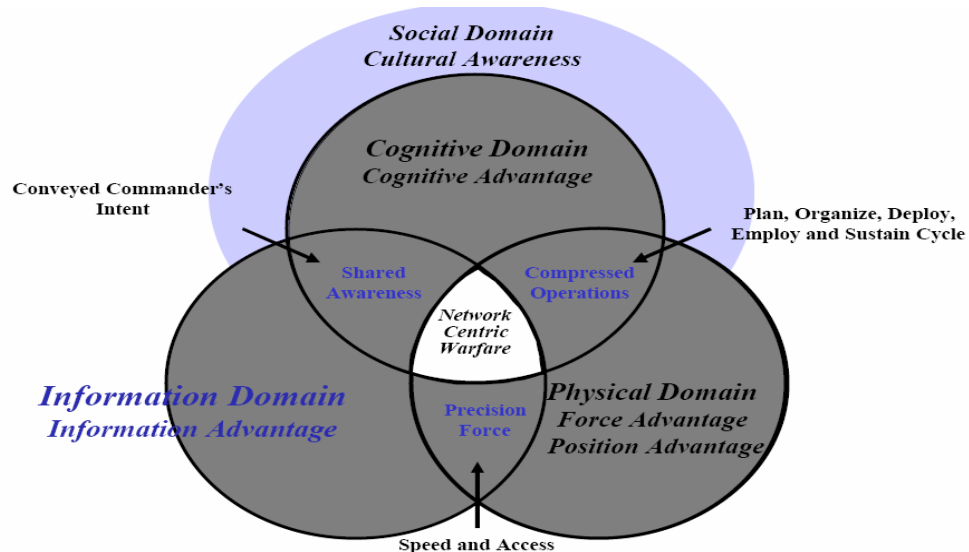 Social Domain
Cultural Awareness
Cognitive Domain
Cognitive Advantage
Conveyed Commander's
Intent
Plan, Organize, Deploy,
Employ and Sustain Cycle
Shared
Awareness
Compressed
Operations
Network
Centric
Warfare
Information Domain
Information Advantage
Precision
Force
Physical Domain
Force Advantage
Position Advantage
Speed and Access